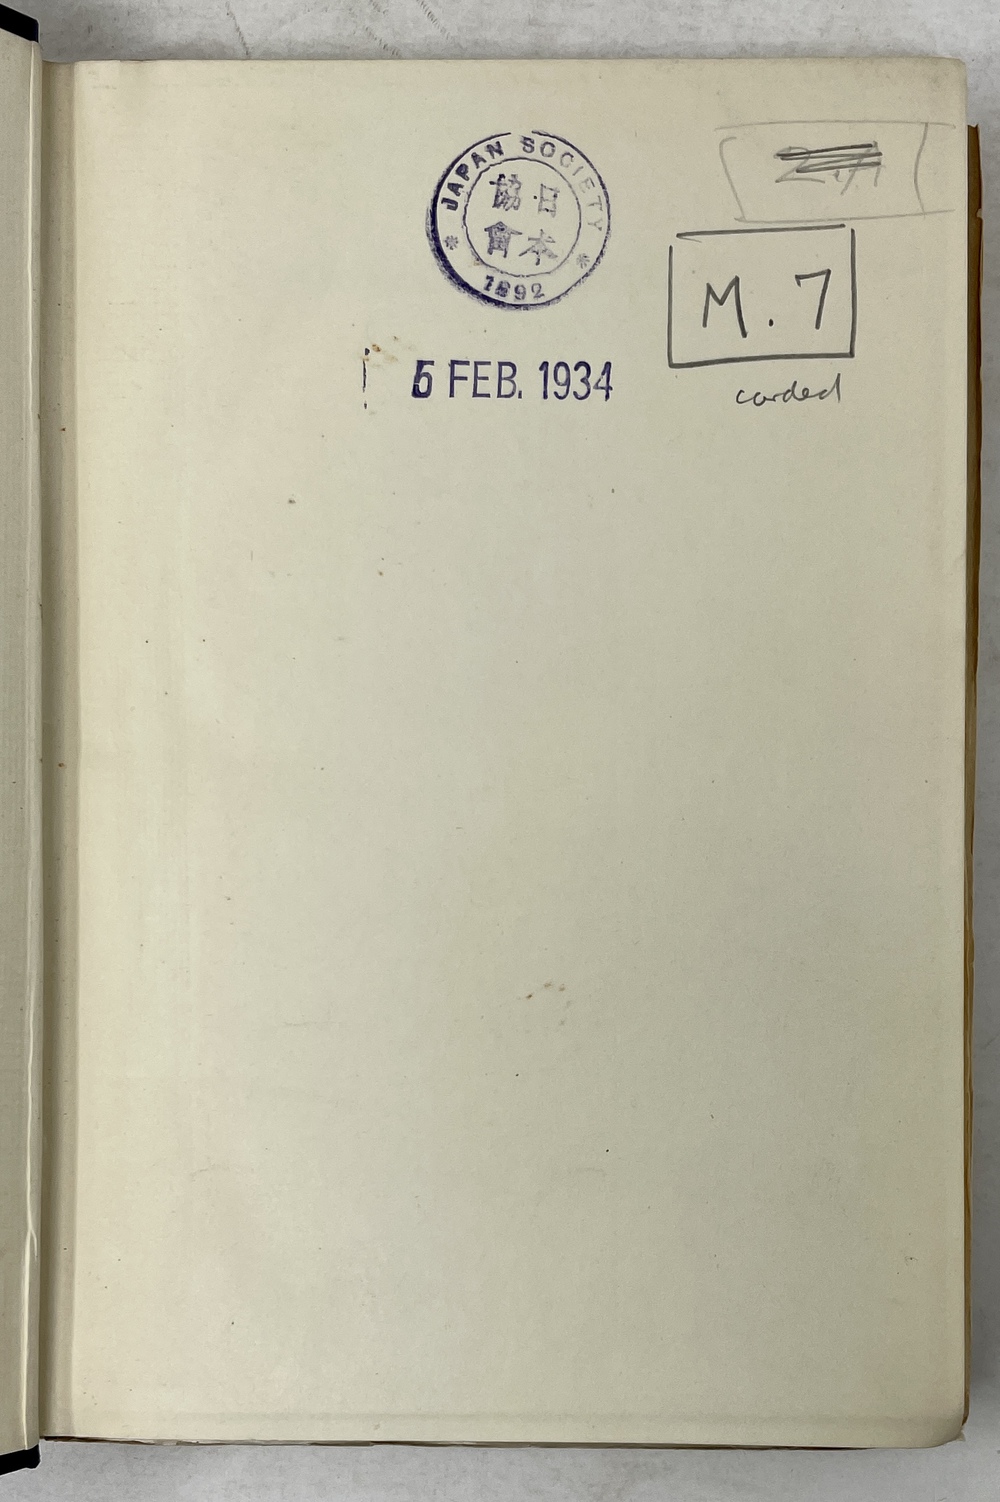 JAPAN SOCIETY
日本
協會
1892
5 FEB. 1934
M.7
carded